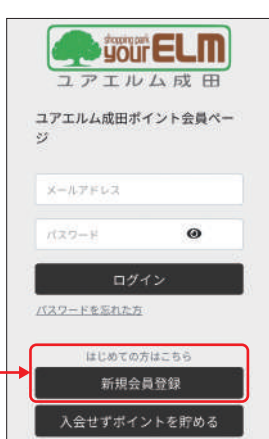 shopping park
your ELM
ユアエルム成田
ユアエルム成田ポイント会員ペー
ジ
メールアドレス
パスワード
ログイン
パスワードを忘れた方
はじめての方はこちら
新規会員登録
入会せずポイントを貯める